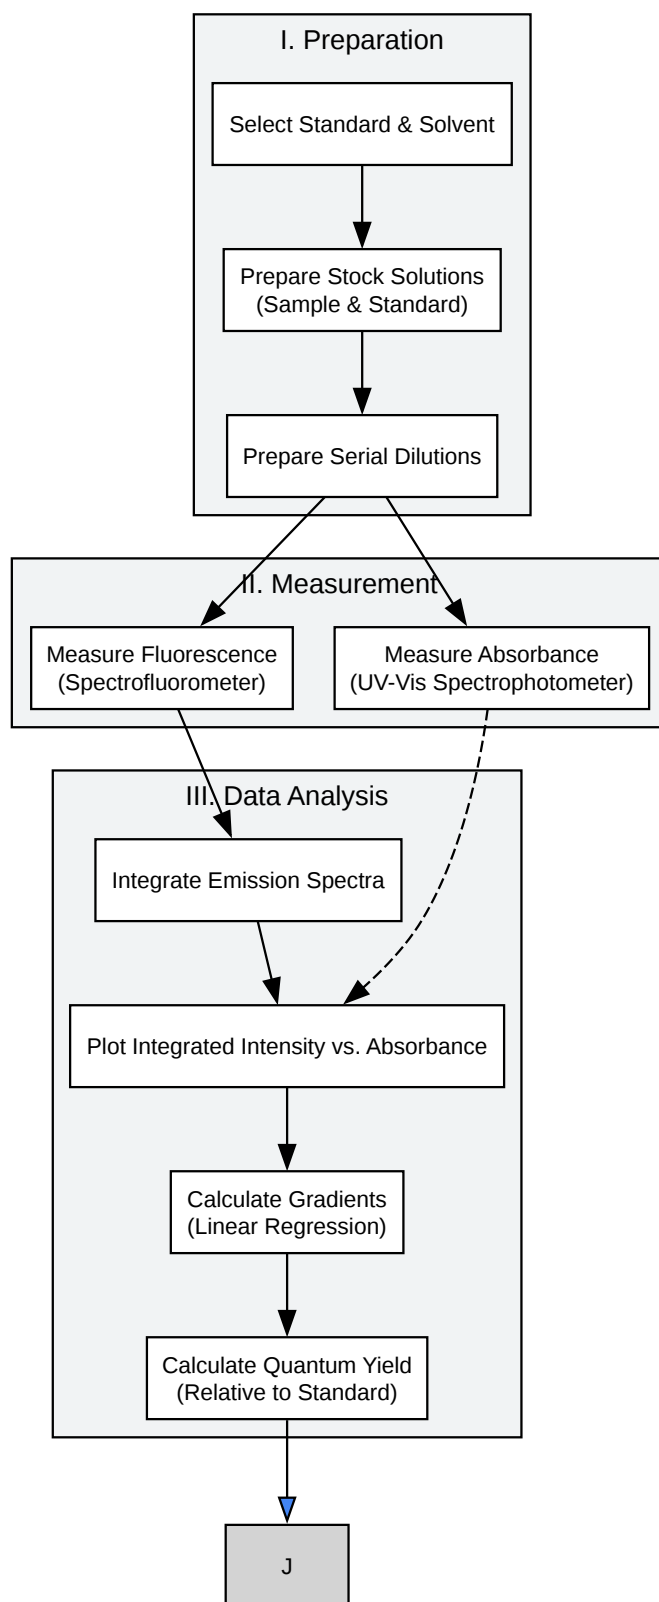 I. Preparation
Select Standard & Solvent
Prepare Stock Solutions
(Sample & Standard)
Prepare Serial Dilutions
II. Measurement
Measure Fluorescence
(Spectrofluorometer)
Measure Absorbance
(UV-Vis Spectrophotometer)
III. Data Analysis
Integrate Emission Spectra
Plot Integrated Intensity vs. Absorbance
Calculate Gradients
(Linear Regression)
Calculate Quantum Yield
(Relative to Standard)
J